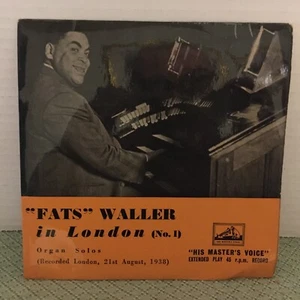 "FATS" WALLER
in London (No. 1)
Organ Solos
(Recorded London, 21st August, 1938)
"HIS MASTER'S VOICE"
EXTENDED PLAY 45 r.p.m. RECORD